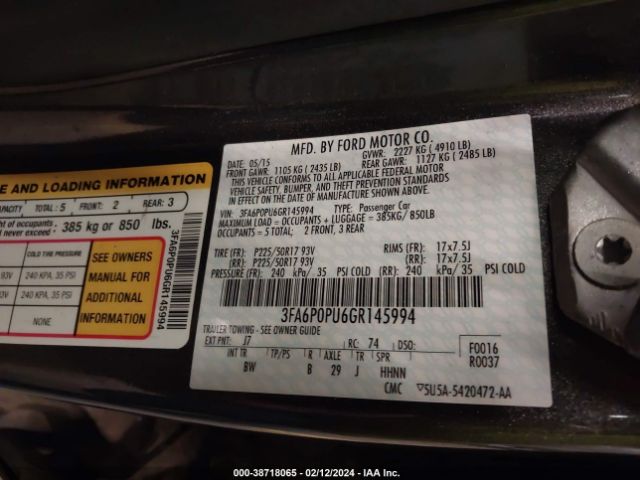 E AND LOADING INFORMATION
APACITY TOTAL: 5 FRONT: 2 REAR: 3
ht of occupants
d never exceed: 385 kg or 850 lbs.
COLD TIRE PRESSURE
93V 240 KPA, 35 PSI
93V 240 KPA, 35 PSI
NONE
SEE OWNERS
MANUAL FOR
ADDITIONAL
INFORMATION
3FA6P0PU6GR145994
MFD. BY FORD MOTOR CO.
DATE: 05/15 GVWR: 2227 KG ( 4910 LB)
FRONT GAWR: 1105 KG ( 2435 LB) REAR GAWR: 1127 KG ( 2485 LB)
THIS VEHICLE CONFORMS TO ALL APPLICABLE FEDERAL MOTOR
VEHICLE SAFETY, BUMPER, AND THEFT PREVENTION STANDARDS
IN EFFECT ON THE DATE OF MANUFACTURE SHOWN ABOVE.
VIN: 3FA6P0PU6GR145994 TYPE: Passenger Car
MAXIMUM LOAD = OCCUPANTS + LUGGAGE = 385KG/ 850LB
OCCUPANTS = 5 TOTAL: 2 FRONT, 3 REAR
TIRE (FR): P225/50R17 93V RIMS (FR): 17x7.5J
(RR): P225/50R17 93V (RR): 17x7.5J
PRESSURE (FR): 240 kPa/ 35 PSI COLD (RR) 240 kPa/ 35 PSI COLD
3FA6P0PU6GR145994
TRAILER TOWING - SEE OWNER GUIDE
EXT PNT: J7 RC: 74 DSO: F0016
INT TR TP/PS R AXLE TR SPR R0037
BW B 29 J HHNN
CMC 5U5A-5420472-AA
000-38718065 - 02/12/2024 - IAA Inc.